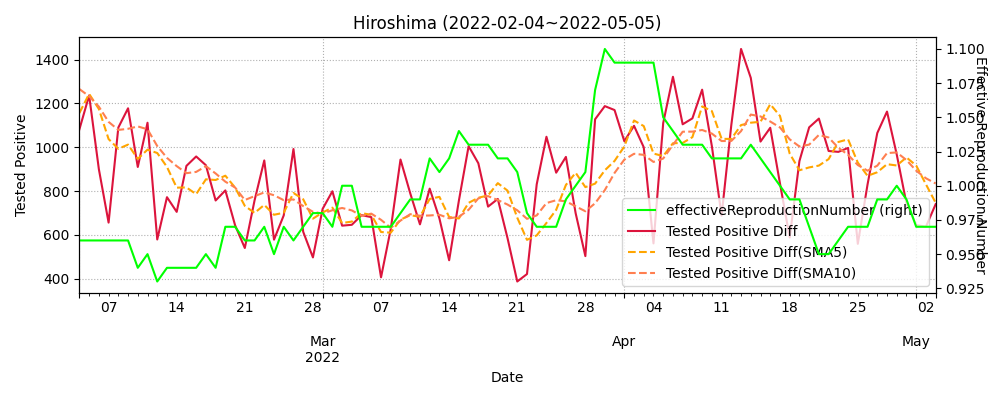 Hiroshima (2022-02-04~2022-05-05)
Tested Positive
1400
1200
1000
800
600
400
1.100
1.075
1.050
1.025
1.000
0.975
0.950
0.925
Effective Reproduction Number
effectiveReproductionNumber (right)
Tested Positive Diff
Tested Positive Diff(SMA5)
Tested Positive Diff(SMA10)
07 14 21 28 07 14 21 28 04 11 18 25 02
Mar Apr May
2022
Date